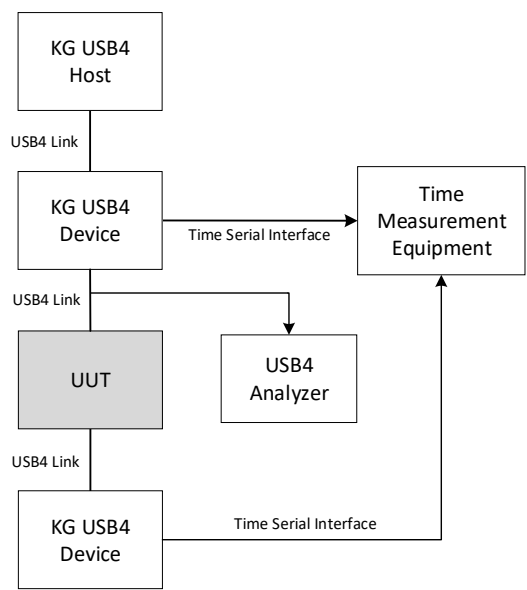 KG USB4
Host
USB4 Link
KG USB4
Device
Time Serial Interface
Time
Measurement
Equipment
USB4 Link
UUT
USB4
Analyzer
USB4 Link
KG USB4
Device
Time Serial Interface